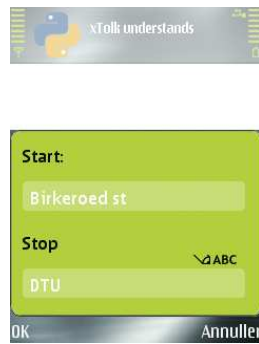 xTolk understands
Start:
Birkeroed st
Stop
ABC
DTU
OK Annuller